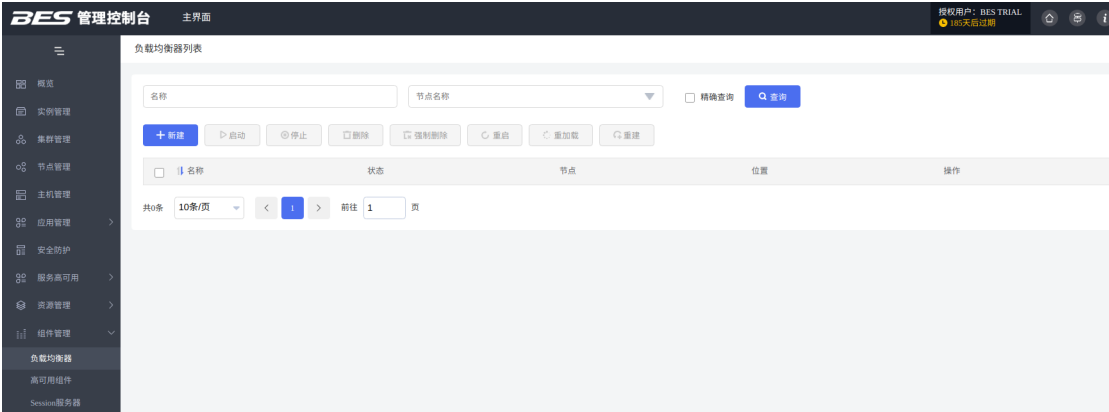 BES 管理控制台
主界面
授权用户：BES TRIAL
185天后过期
负载均衡器列表
概览
实例管理
集群管理
节点管理
主机管理
应用管理
安全防护
服务高可用
资源管理
组件管理
负载均衡器
高可用组件
Session服务器
名称
节点名称
精确查询
查询
新建
启动
停止
删除
强制删除
重启
重加载
重建
名称
状态
节点
位置
操作
共0条
10条/页
1
前往
1
页